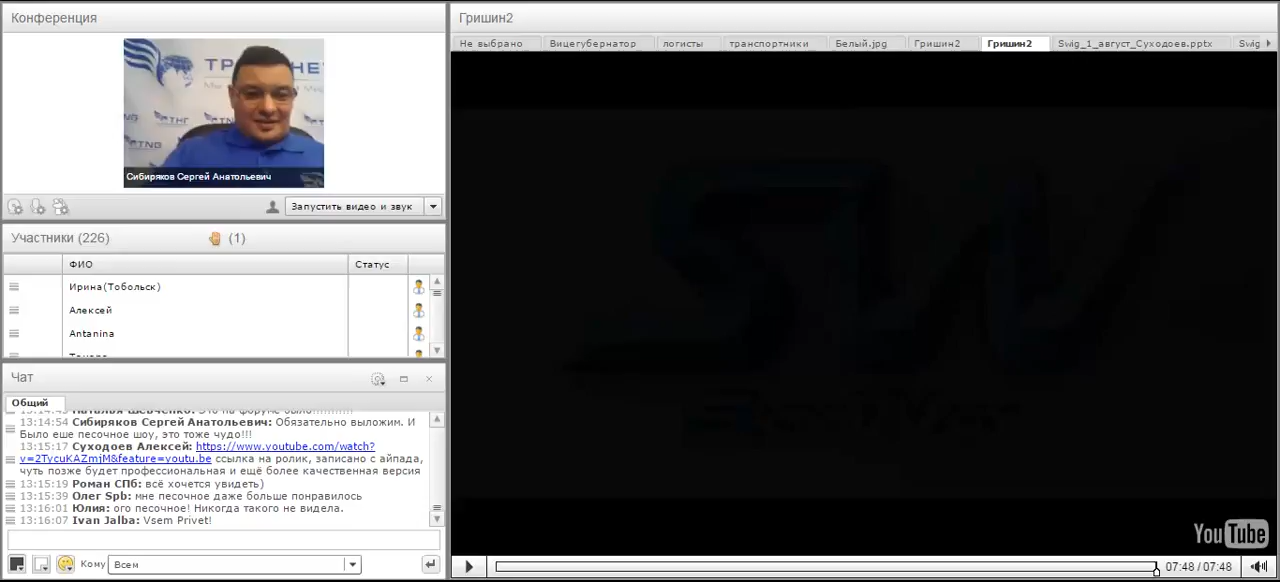 Конференция
ТНГ
TNG
Сибиряков Сергей Анатольевич
Запустить видео и звук
Участники (226)
(1)
ФИО
Статус
Ирина(Тобольск)
Алексей
Antanina
Чат
Общий
13:14:54 Сибиряков Сергей Анатольевич: Обязательно выложим. И
Было еше песочное шоу, это тоже чудо!!!
13:15:17 Суходоев Алексей: https://www.youtube.com/watch?
v=2TvcuKAZmjM&feature=youtu.be ссылка на ролик, записано с айпада,
чуть позже будет профессиональная и ещё более качественная версия
13:15:19 Роман СПб: всё хочется увидеть)
13:15:39 Олег Spb: мне песочное даже больше понравилось
13:16:01 Юлия: ого песочное! Никогда такого не видела.
13:16:07 Ivan Jalba: Vsem Privet!
Кому
Всем
Гришин2
Не выбрано
Вицегубернатор
логисты
транспортники
Белый.jpg
Гришин2
Гришин2
Swig_1_август_Суходоев.pptx
Swig
YouTube
07:48 / 07:48